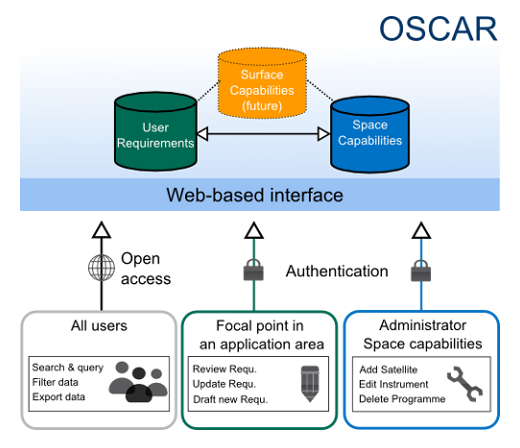 OSCAR
Surface
Capabilities
(future)
User
Requirements
Space
Capabilities
Web-based interface
Open
access
Authentication
All users
Search & query
Filter data
Export data
Focal point in
an application area
Review Requ.
Update Requ.
Draft new Requ.
Administrator
Space capabilities
Add Satellite
Edit Instrument
Delete Programme